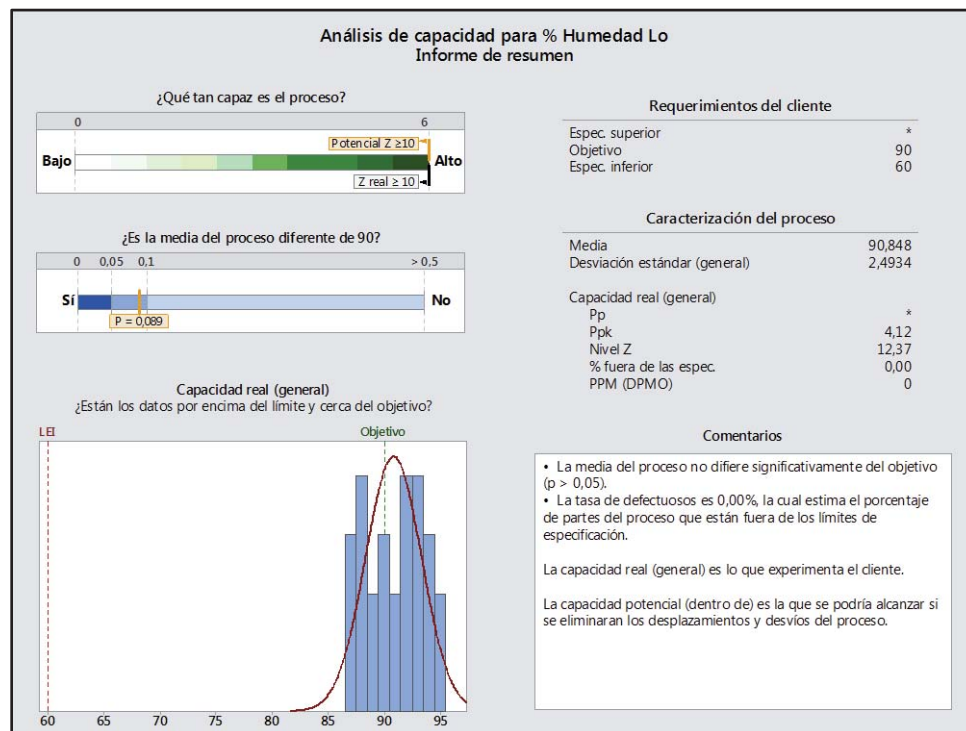 Análisis de capacidad para % Humedad Lo
Informe de resumen
¿Qué tan capaz es el proceso?
0 6
Potencial Z ≥10
Bajo Alto
Z real ≥ 10
¿Es la media del proceso diferente de 90?
0 0,05 0,1 > 0,5
Sí No
P = 0,089
Capacidad real (general)
¿Están los datos por encima del límite y cerca del objetivo?
LEI Objetivo
60 65 70 75 80 85 90 95
Requerimientos del cliente
Espec. superior *
Objetivo 90
Espec. inferior 60
Caracterización del proceso
Media 90,848
Desviación estándar (general) 2,4934
Capacidad real (general)
Pp *
Ppk 4,12
Nivel Z 12,37
% fuera de las espec. 0,00
PPM (DPMO) 0
Comentarios
• La media del proceso no difiere significativamente del objetivo
(p > 0,05).
• La tasa de defectuosos es 0,00%, la cual estima el porcentaje
de partes del proceso que están fuera de los límites de
especificación.
La capacidad real (general) es lo que experimenta el cliente.
La capacidad potencial (dentro de) es la que se podría alcanzar si
se eliminaran los desplazamientos y desvíos del proceso.